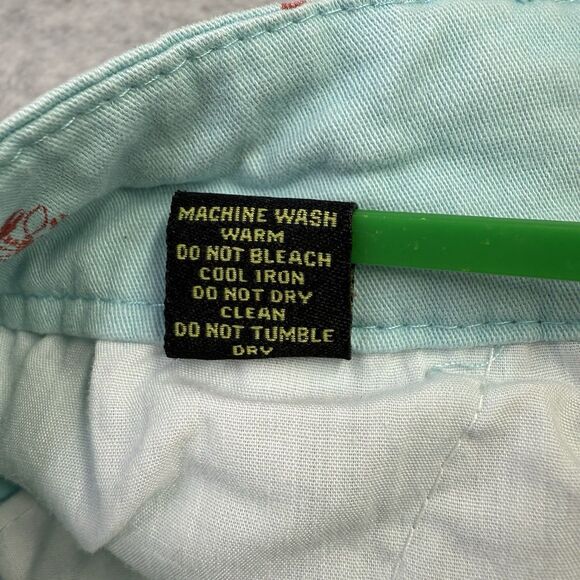 MACHINE WASH
WARM
DO NOT BLEACH
COOL IRON
DO NOT DRY
CLEAN
DO NOT TUMBLE
DRY